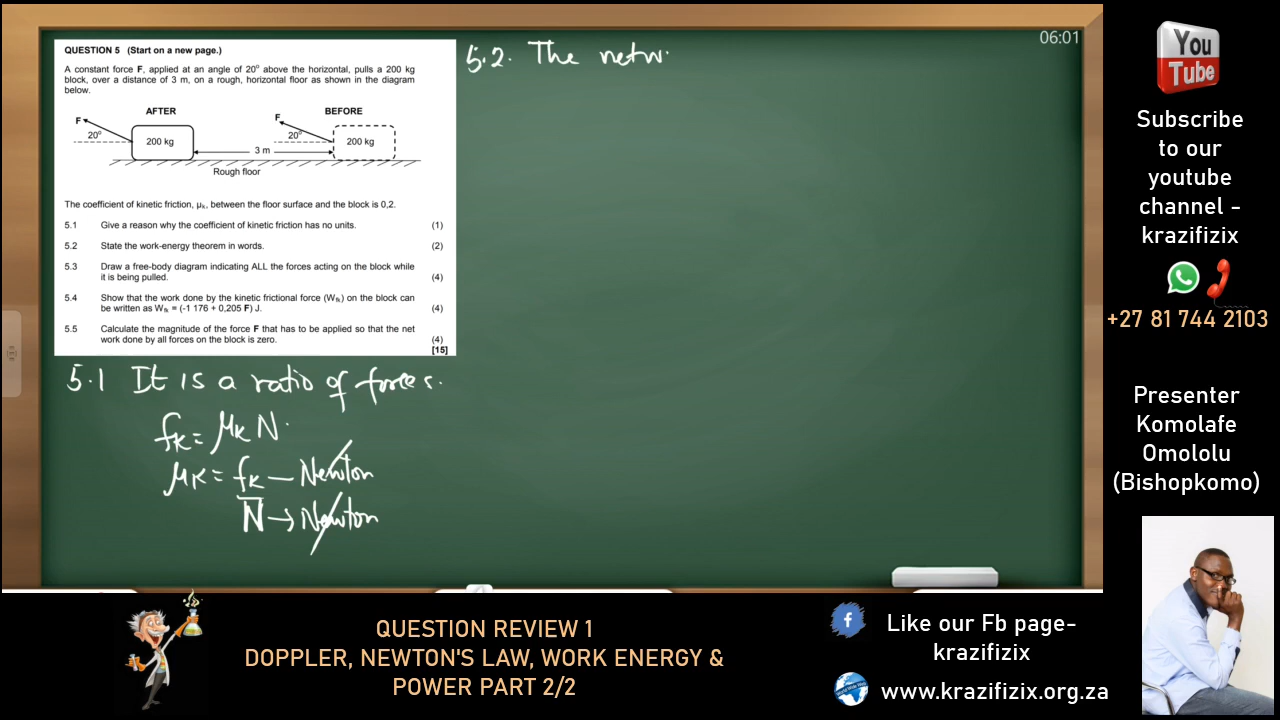 QUESTION 5 (Start on a new page.)
A constant force F, applied at an angle of 20° above the horizontal, pulls a 200 kg
block, over a distance of 3 m, on a rough, horizontal floor as shown in the diagram
below.
AFTER
BEFORE
F
20°
200 kg
3 m
F
20°
200 kg
Rough floor
The coefficient of kinetic friction, μk, between the floor surface and the block is 0,2.
5.1 Give a reason why the coefficient of kinetic friction has no units. (1)
5.2 State the work-energy theorem in words. (2)
5.3 Draw a free-body diagram indicating ALL the forces acting on the block while
it is being pulled. (4)
5.4 Show that the work done by the kinetic frictional force (Wfk) on the block can
be written as Wfk = (-1 176 + 0,205 F) J. (4)
5.5 Calculate the magnitude of the force F that has to be applied so that the net
work done by all forces on the block is zero. (4)
[15]
5.1 It is a ratio of forces.
fK = μK N.
μK = fK — Newton
N → Newton
5.2. The netw
06:01
You
Tube
Subscribe
to our
youtube
channel -
krazifizix
+27 81 744 2103
Presenter
Komolafe
Omololu
(Bishopkomo)
QUESTION REVIEW 1
DOPPLER, NEWTON'S LAW, WORK ENERGY &
POWER PART 2/2
f
Like our Fb page-
krazifizix
www.krazifizix.org.za